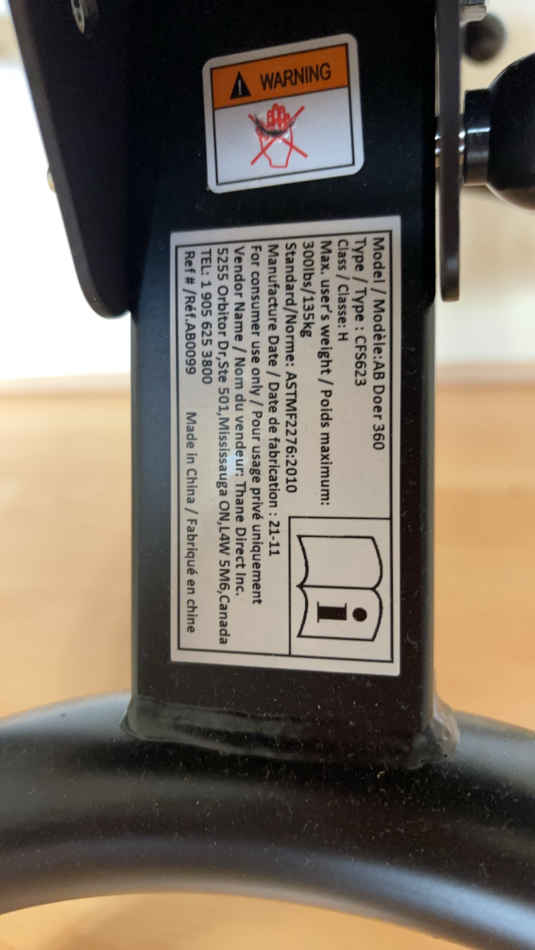 WARNING
Model / Modèle:AB Doer 360
Type / Type : CFS623
Class / Classe: H
Max. user's weight / Poids maximum:
300lbs/135kg
Standard/Norme: ASTMF2276:2010
Manufacture Date / Date de fabrication : 21-11
For consumer use only / Pour usage privé uniquement
Vendor Name / Nom du vendeur: Thane Direct Inc.
5255 Orbitor Dr,Ste 501,Mississauga ON,L4W 5M6,Canada
TEL: 1 905 625 3800
Ref # /Réf.AB0099 Made in China / Fabriqué en chine